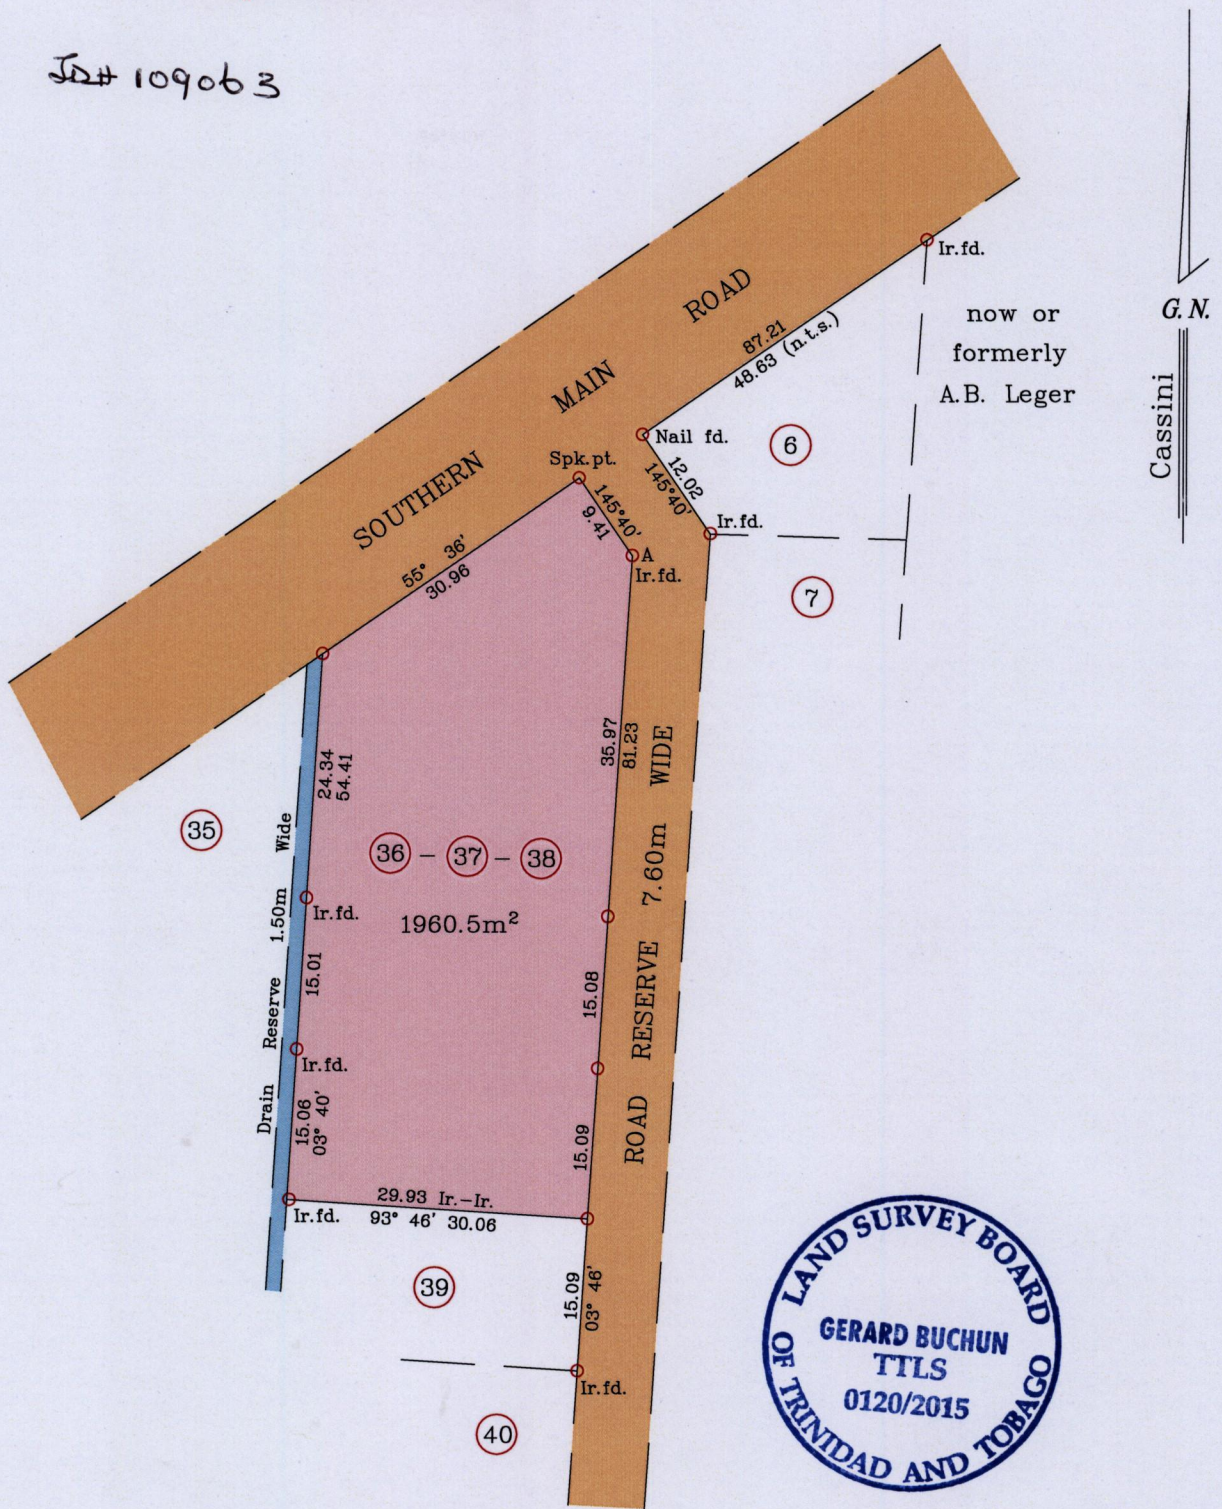 JD# 109063
Ir.fd.
now or
formerly
A.B. Leger
G. N.
Cassini
SOUTHERN MAIN ROAD
87.21
48.63 (n.t.s.)
Nail fd.
6
12.02
145°40'
Spk.pt.
145°40'
9.41
Ir.fd.
A
Ir.fd.
7
55° 36'
30.96
35.97
81.23
24.34
54.41
35
36 - 37 - 38
1960.5m²
Drain Reserve 1.50m Wide
ROAD RESERVE 7.60m WIDE
Ir.fd.
15.01
15.08
Ir.fd.
15.06
03° 40'
15.09
29.93 Ir.-Ir.
Ir.fd.
93° 46' 30.06
39
15.09
03° 46'
Ir.fd.
40
LAND SURVEY BOARD
OF TRINIDAD AND TOBAGO
GERARD BUCHUN
TTLS
0120/2015